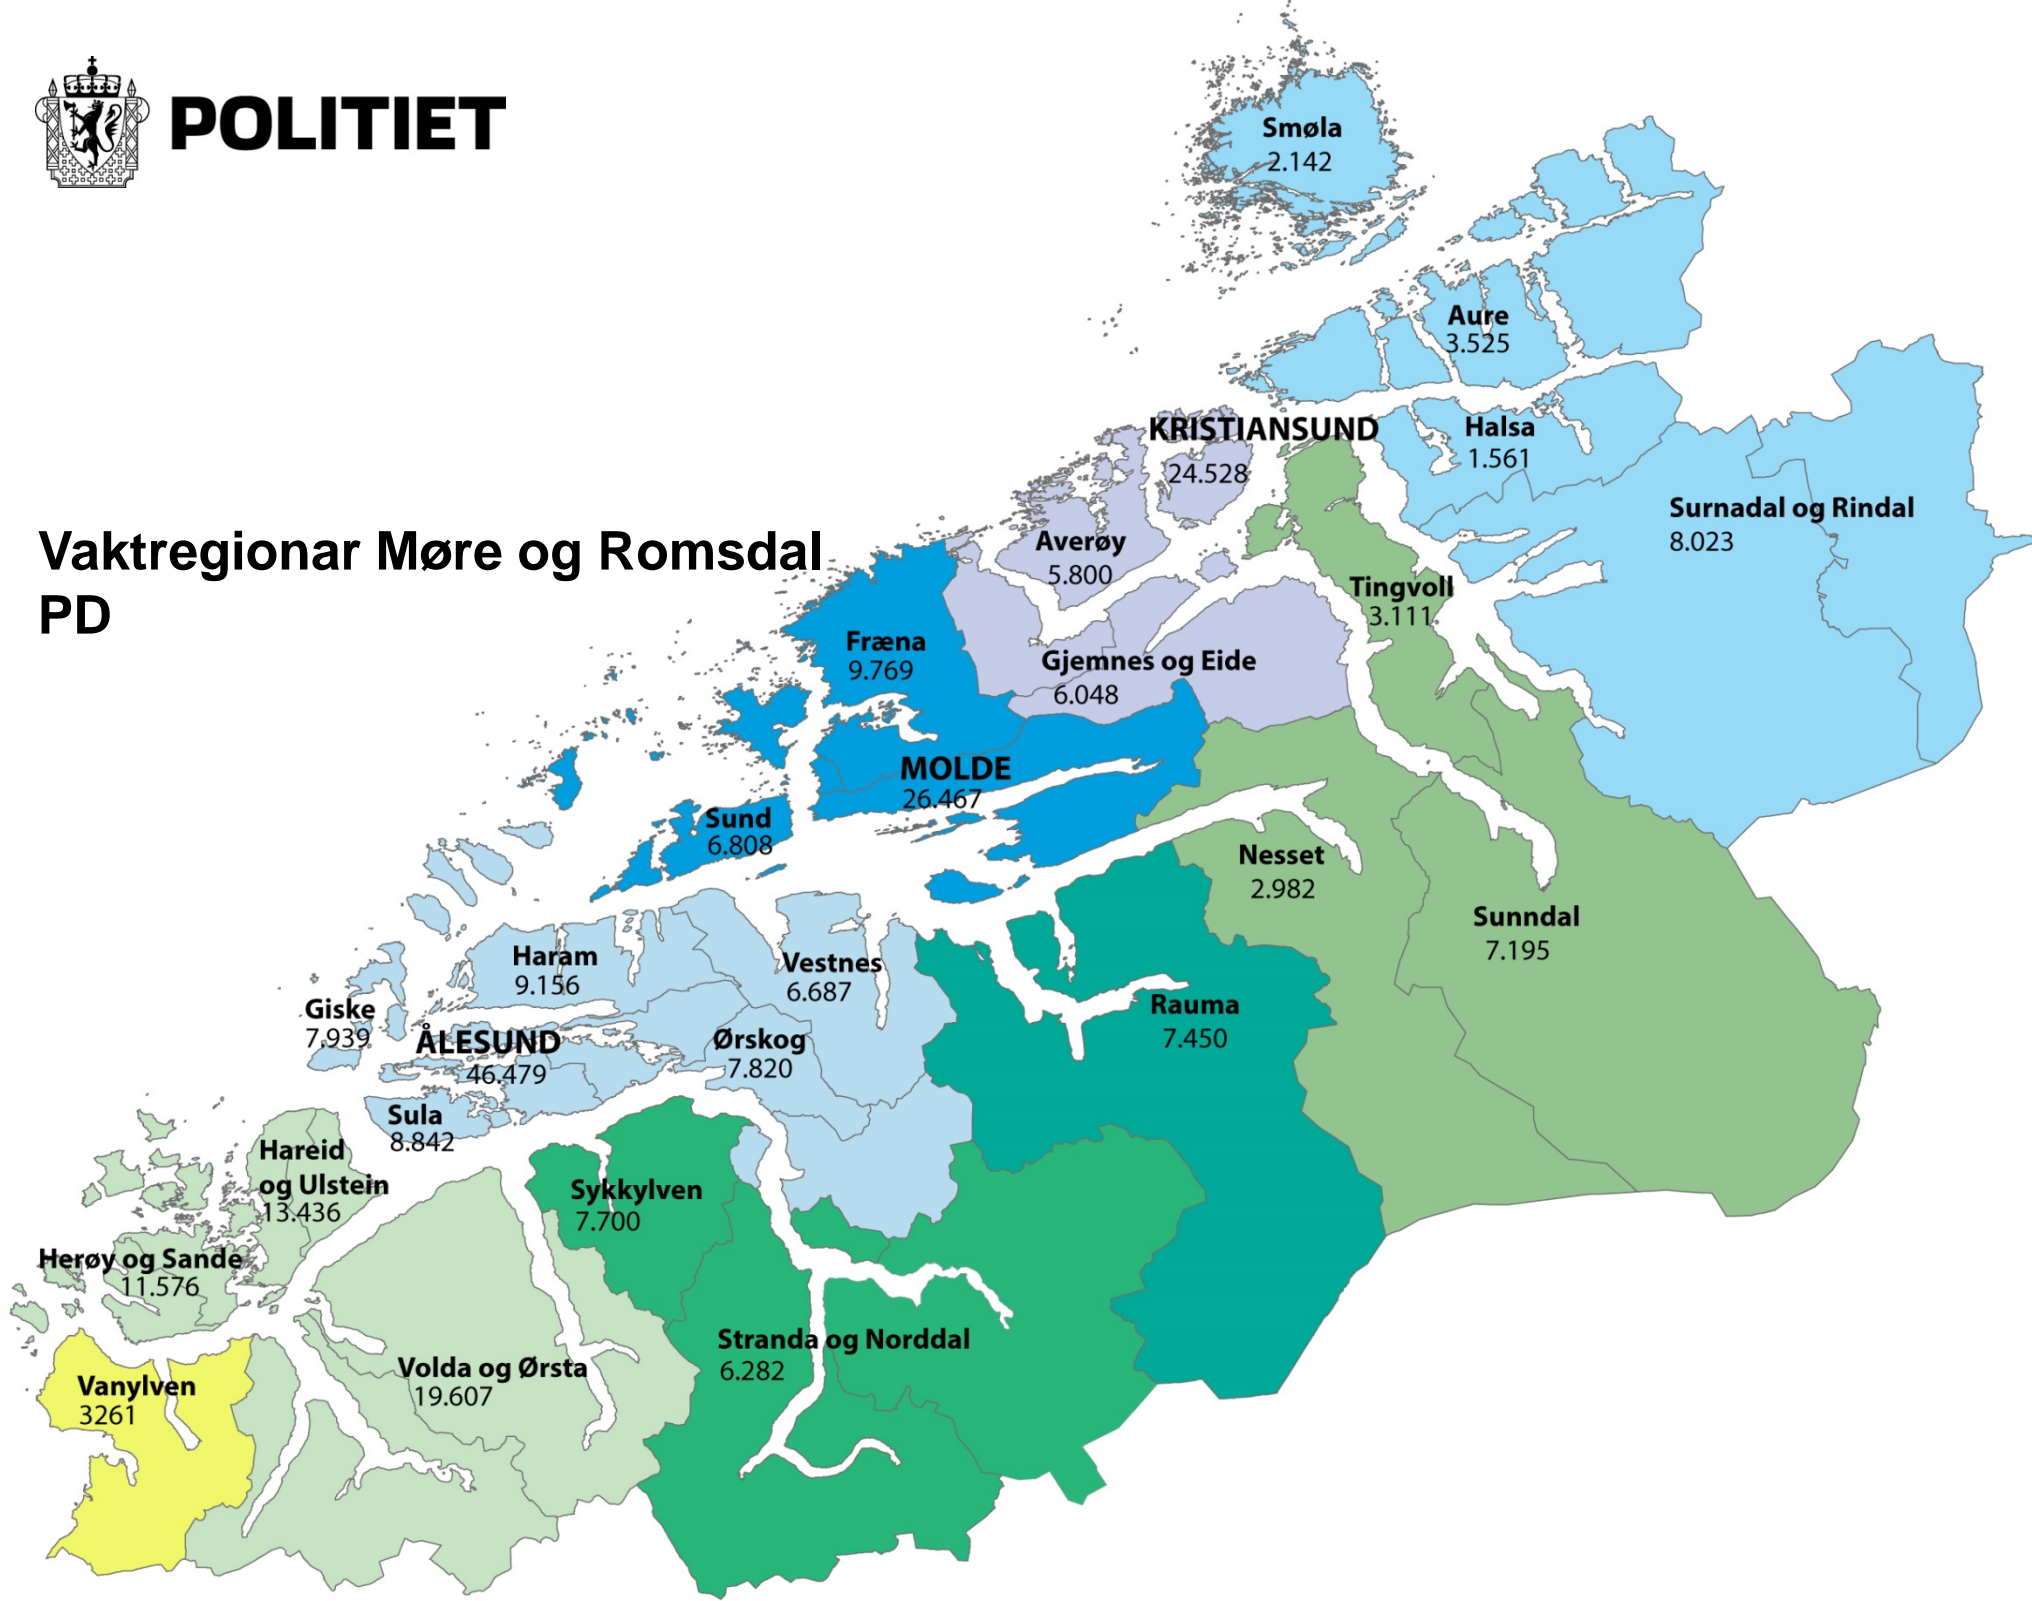 POLITIET
Smøla
2.142
Aure
3.525
KRISTIANSUND
24.528
Halsa
1.561
Surnadal og Rindal
8.023
Vaktregionar Møre og Romsdal
PD
Averøy
5.800
Tingvoll
3.111
Fræna
9.769
Gjemnes og Eide
6.048
MOLDE
26.467
Sund
6.808
Nesset
2.982
Sunndal
7.195
Haram
9.156
Vestnes
6.687
Giske
7.939
Rauma
7.450
ÅLESUND
46.479
Ørskog
7.820
Sula
8.842
Hareid
og Ulstein
13.436
Sykkylven
7.700
Herøy og Sande
11.576
Stranda og Norddal
6.282
Volda og Ørsta
19.607
Vanylven
3261